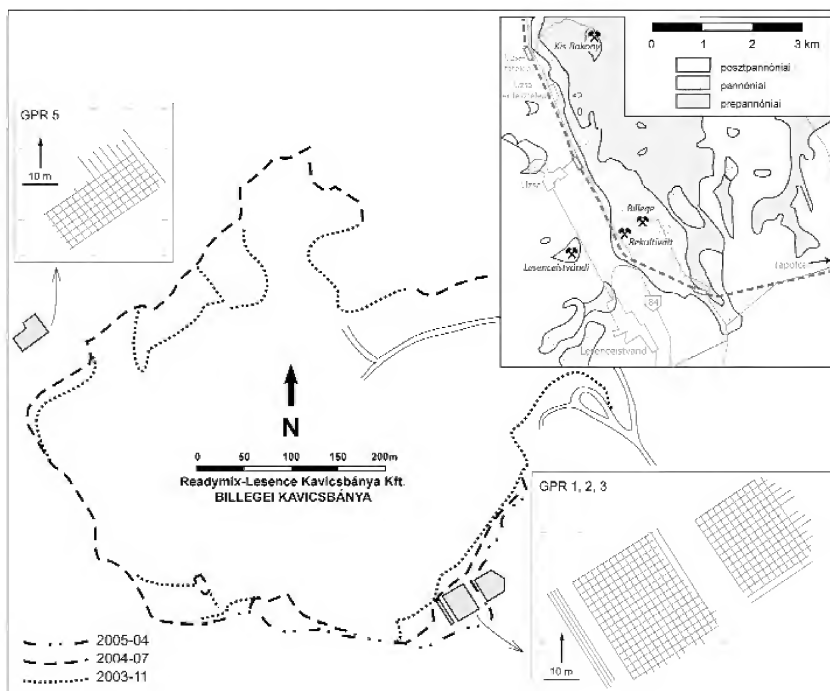 GPR 5
10 m
N
0 50 100 150 200m
Readymix-Lesence Kavicsbánya Kft.
BILLEGEI KAVICSBÁNYA
2005-04
2004-07
2003-11
0 1 2 3 km
posztpannóniai
pannóniai
prepannóniai
Kis Bakony
Uzsa
Billege
Rekultivált
Lesenceistvándi
Tapolca
84
Lesenceistvánd
GPR 1, 2, 3
10 m